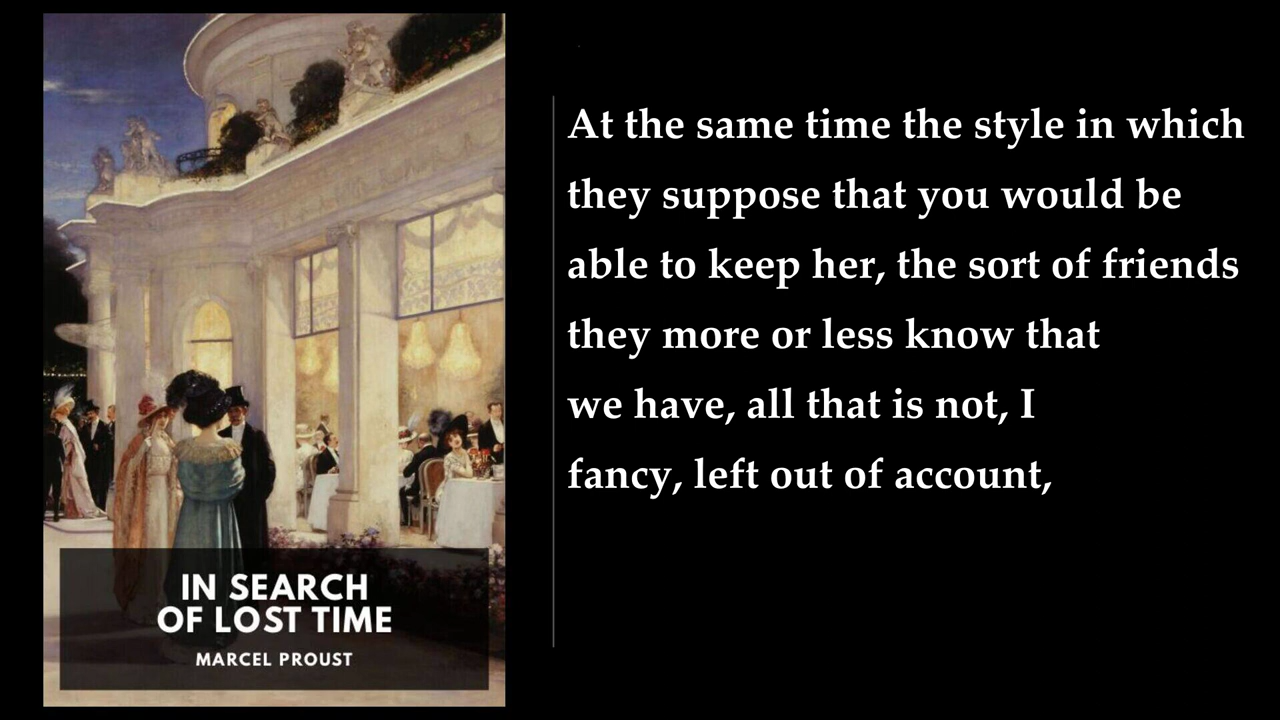 At the same time the style in which
they suppose that you would be
able to keep her, the sort of friends
they more or less know that
we have, all that is not, I
fancy, left out of account,
IN SEARCH
OF LOST TIME
MARCEL PROUST